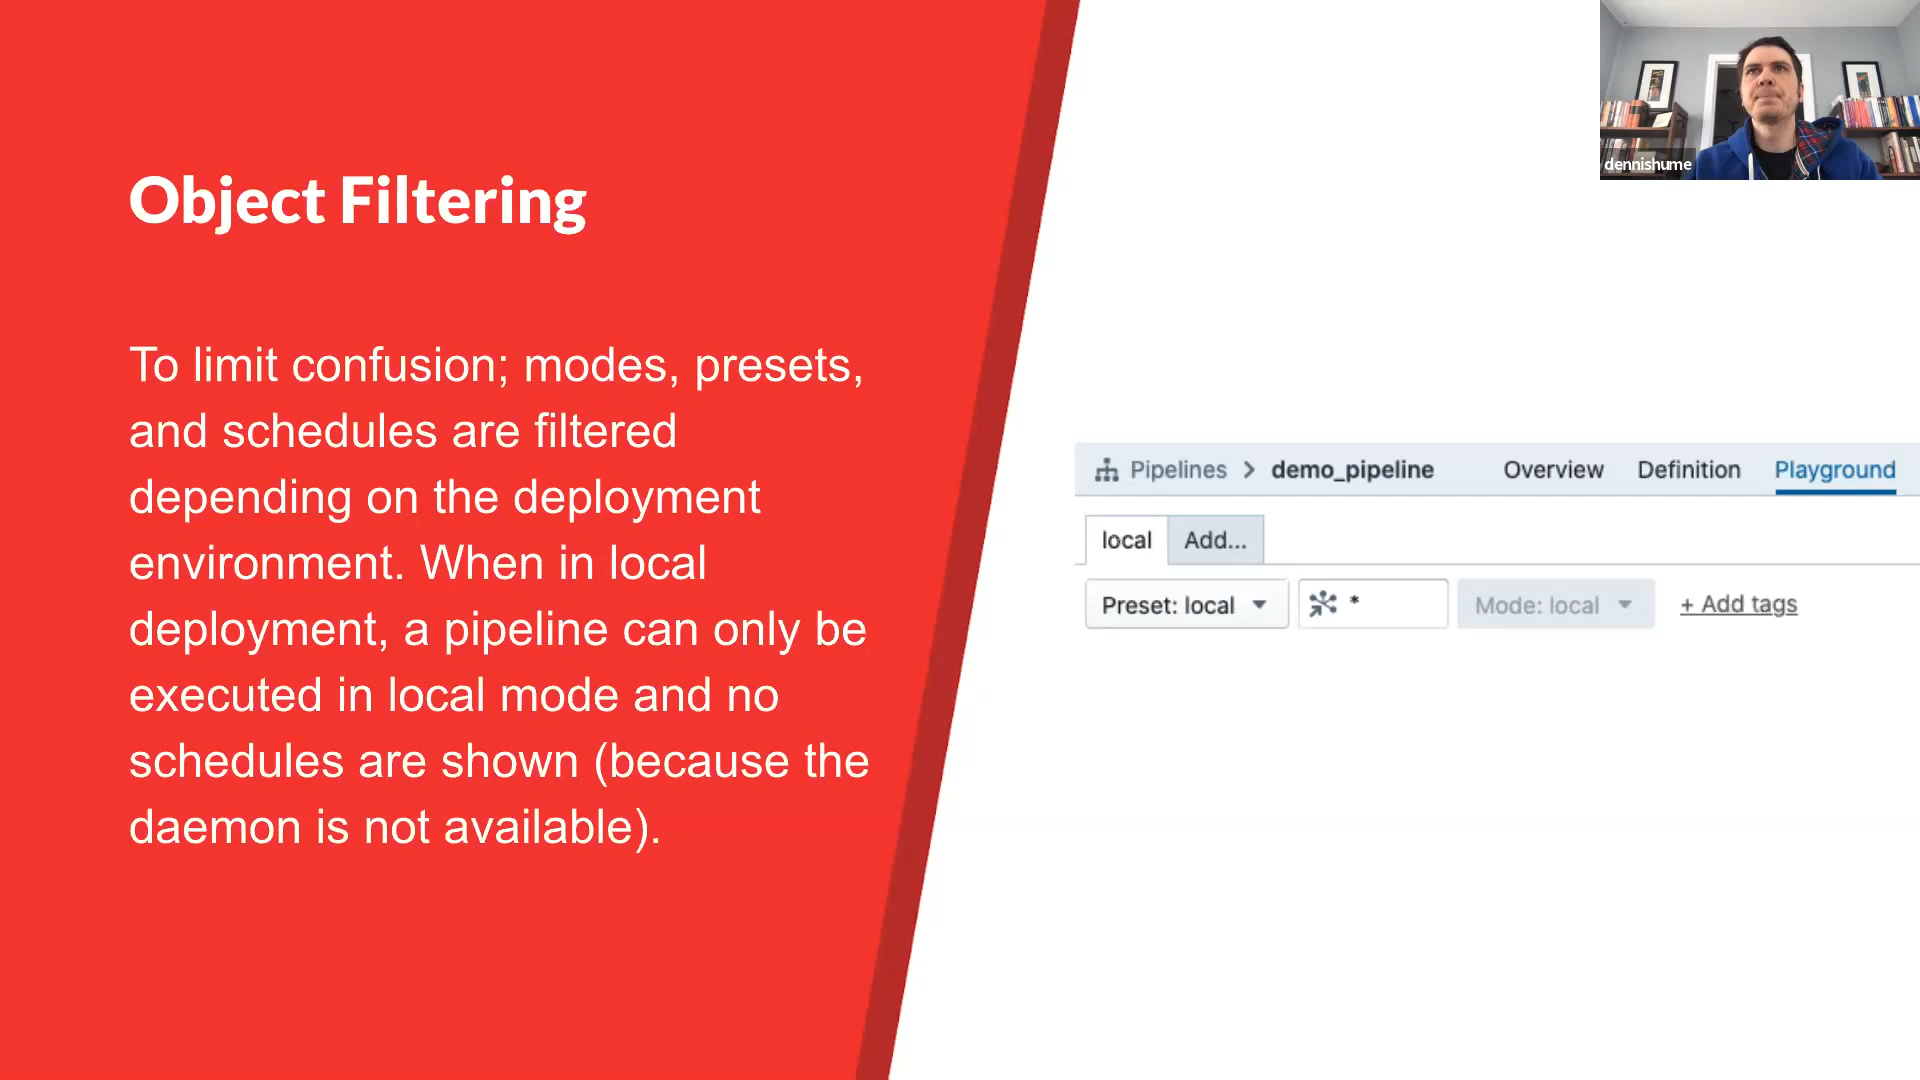 Object Filtering
To limit confusion; modes, presets,
and schedules are filtered
depending on the deployment
environment. When in local
deployment, a pipeline can only be
executed in local mode and no
schedules are shown (because the
daemon is not available).
dennishume
Pipelines > demo_pipeline Overview Definition Playground
local Add...
Preset: local * Mode: local + Add tags